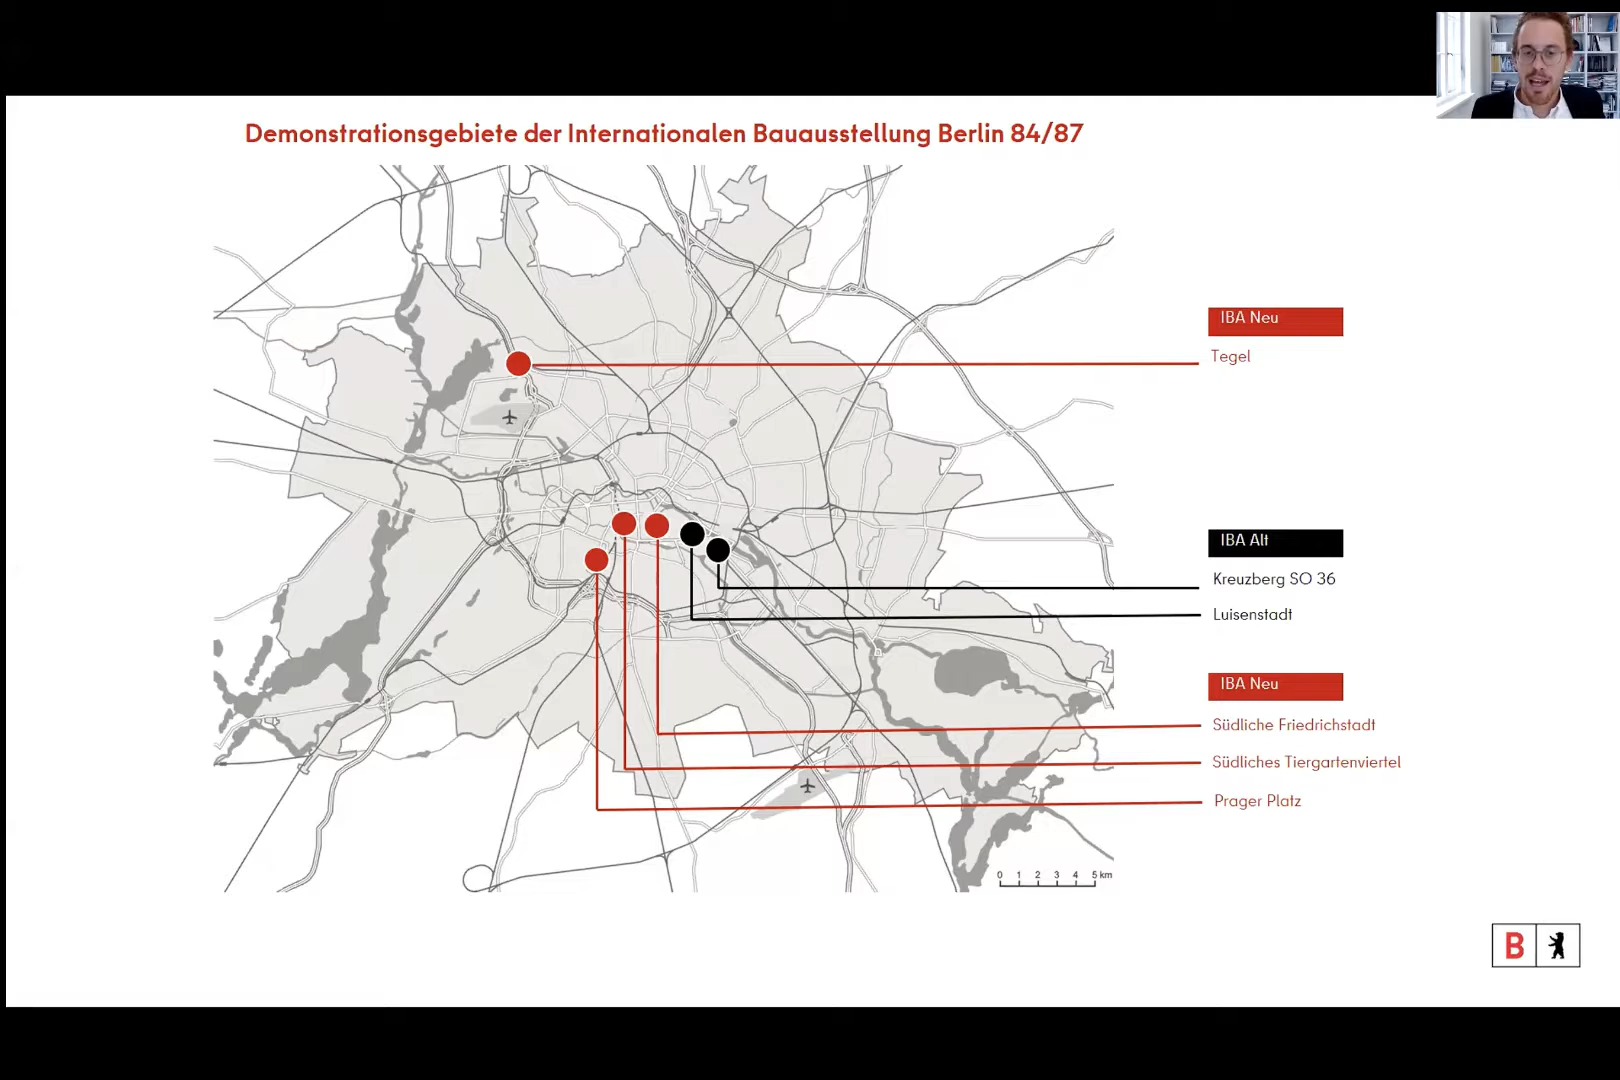 Demonstrationsgebiete der Internationalen Bauausstellung Berlin 84/87
IBA Neu
Tegel
IBA Alt
Kreuzberg SO 36
Luisenstadt
IBA Neu
Südliche Friedrichstadt
Südliches Tiergartenviertel
Prager Platz
0 1 2 3 4 5 km
B